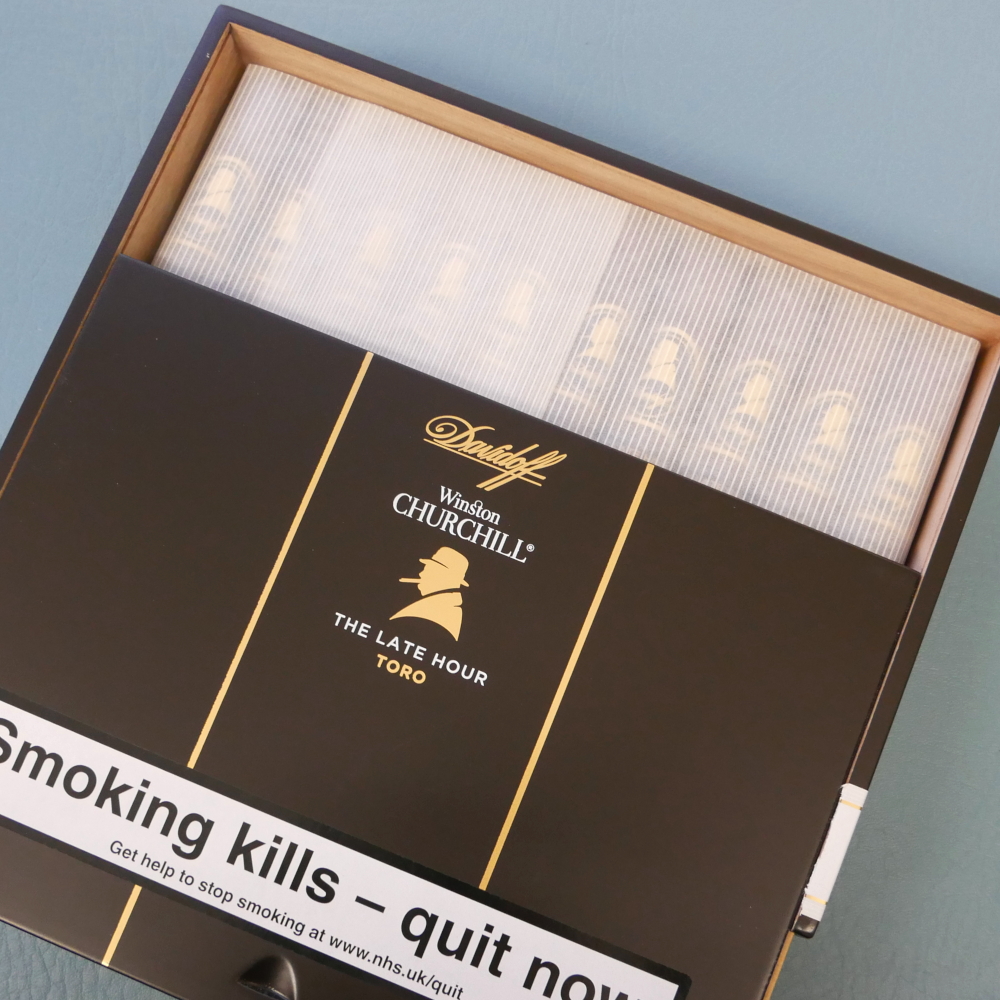 Davidoff
Winston
CHURCHILL®
THE LATE HOUR
TORO
Smoking kills – quit now
Get help to stop smoking at www.nhs.uk/quit